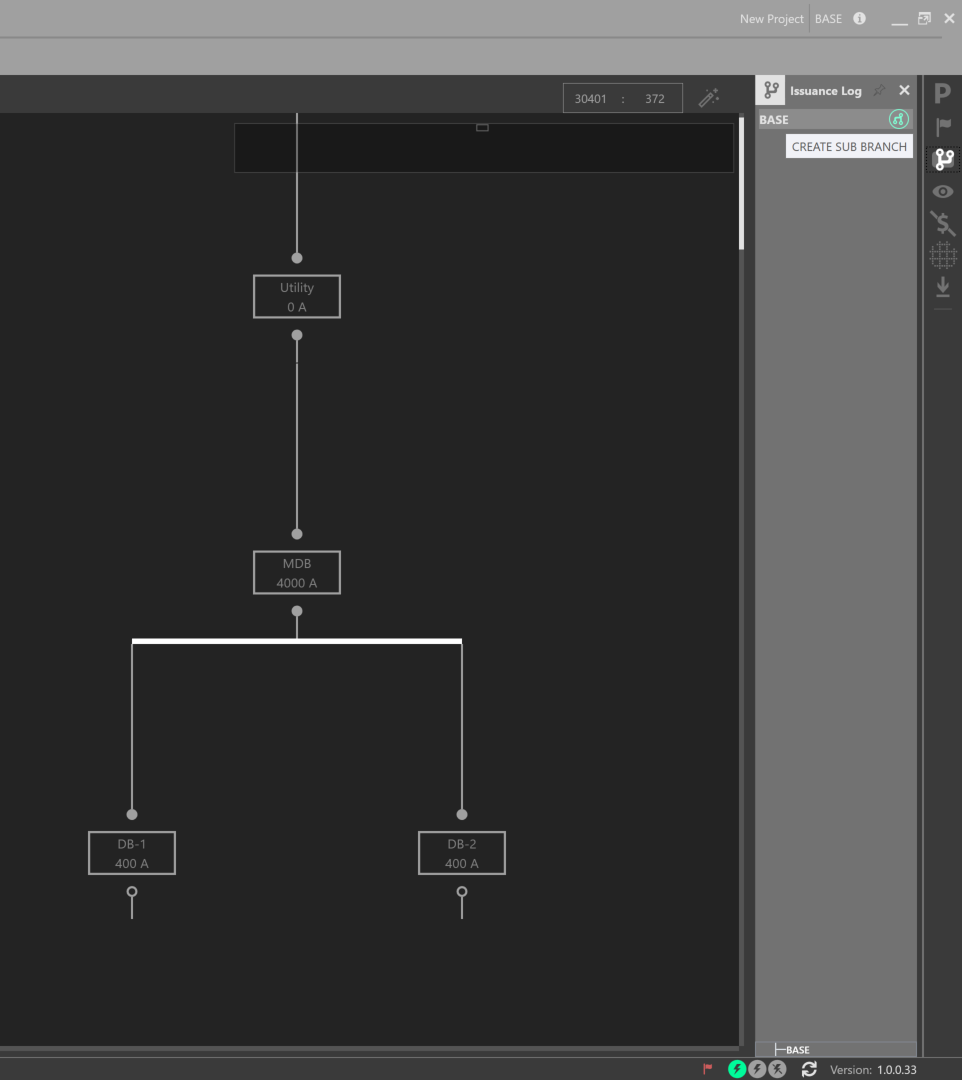 New Project BASE
30401 : 372
Issuance Log
BASE
CREATE SUB BRANCH
P
Utility
0 A
MDB
4000 A
DB-1
400 A
DB-2
400 A
BASE
Version: 1.0.0.33